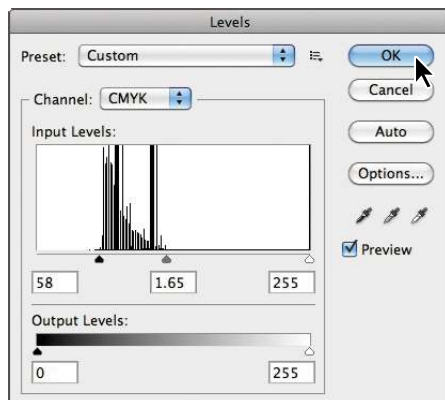 Levels
Preset: Custom
OK
Channel: CMYK
Cancel
Input Levels:
Auto
Options...
Preview
58 1.65 255
Output Levels:
0 255